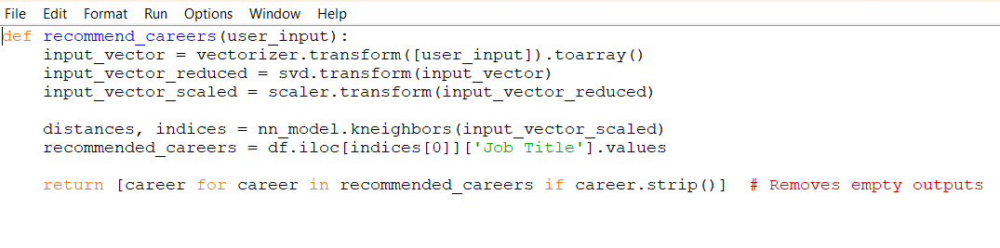 File Edit Format Run Options Window Help
def recommend_careers(user_input):
    input_vector = vectorizer.transform([user_input]).toarray()
    input_vector_reduced = svd.transform(input_vector)
    input_vector_scaled = scaler.transform(input_vector_reduced)

    distances, indices = nn_model.kneighbors(input_vector_scaled)
    recommended_careers = df.iloc[indices[0]]['Job Title'].values

    return [career for career in recommended_careers if career.strip()]  # Removes empty outputs